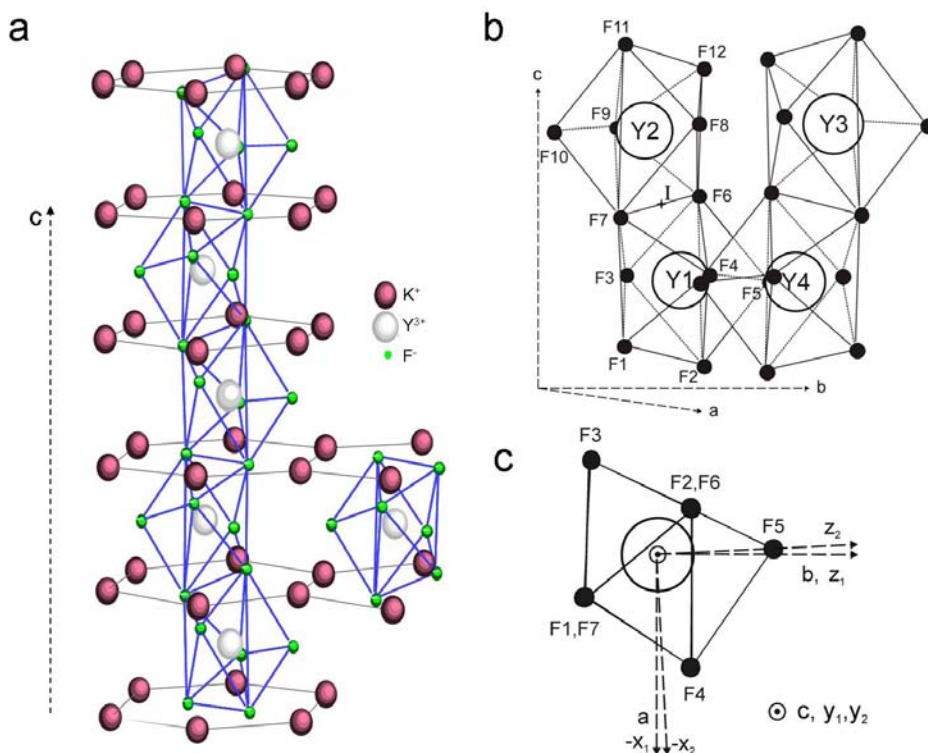 a
c
K⁺
Y³⁺
F⁻
b
c
F11
F12
F9
Y2
F8
Y3
F10
I
F6
F7
F3
Y1
F4
F5
Y4
F1
F2
b
a
c
F3
F2,F6
F5
z₂
b, z₁
F1,F7
F4
a
-x₁
-x₂
c, y₁,y₂